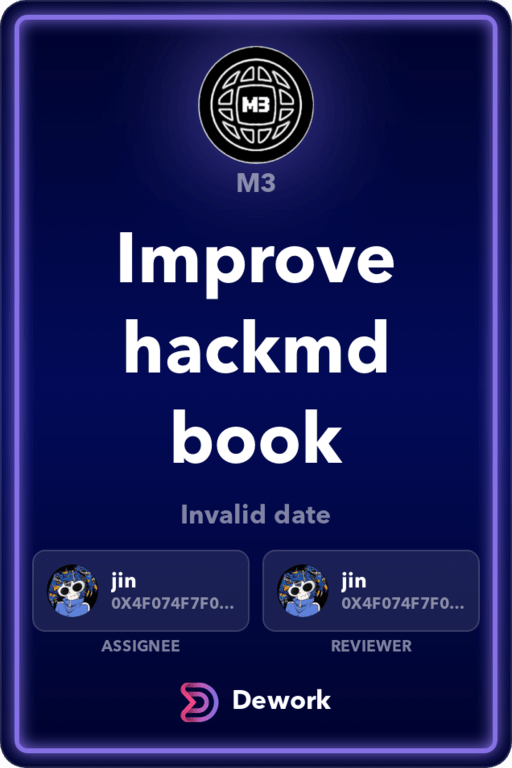 M3
M3
Improve
hackmd
book
Invalid date
jin
0X4F074F7F0...
ASSIGNEE
jin
0X4F074F7F0...
REVIEWER
Dework